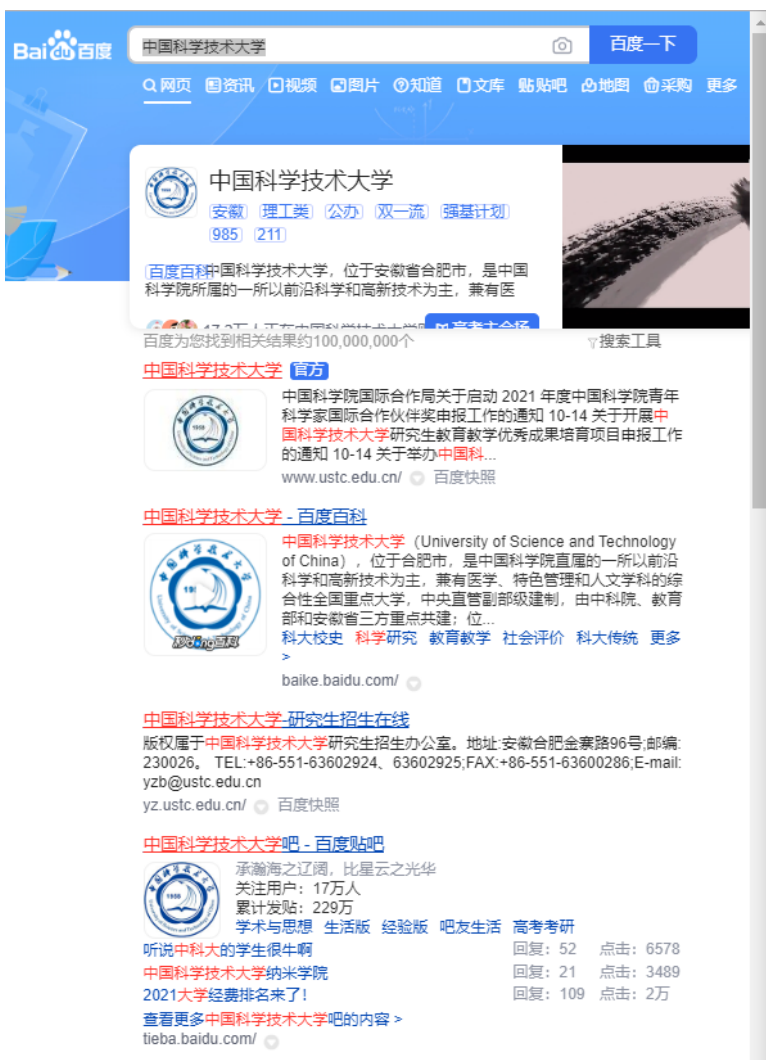 Bai du 百度
中国科学技术大学
百度一下
网页 资讯 视频 图片 知道 文库 贴贴吧 地图 采购 更多
中国科学技术大学
安徽 理工类 公办 双一流 强基计划
985 211
百度百科中国科学技术大学，位于安徽省合肥市，是中国
科学院所属的一所以前沿科学和高新技术为主，兼有医
百度为您找到相关结果约100,000,000个
搜索工具
中国科学技术大学 官方
中国科学院国际合作局关于启动 2021 年度中国科学院青年
科学家国际合作伙伴奖申报工作的通知 10-14 关于开展中
国科学技术大学研究生教育教学优秀成果培育项目申报工作
的通知 10-14 关于举办中国科...
www.ustc.edu.cn/ 百度快照
中国科学技术大学 - 百度百科
中国科学技术大学（University of Science and Technology
of China），位于合肥市，是中国科学院直属的一所以前沿
科学和高新技术为主，兼有医学、特色管理和人文学科的综
合性全国重点大学，中央直管副部级建制，由中科院、教育
部和安徽省三方重点共建；位...
秒懂百科
科大校史 科学研究 教育教学 社会评价 科大传统 更多
>
baike.baidu.com/
中国科学技术大学-研究生招生在线
版权属于中国科学技术大学研究生招生办公室。地址:安徽合肥金寨路96号;邮编:
230026。 TEL:+86-551-63602924、63602925;FAX:+86-551-63600286;E-mail:
yzb@ustc.edu.cn
yz.ustc.edu.cn/ 百度快照
中国科学技术大学吧 - 百度贴吧
承瀚海之辽阔，比星云之光华
关注用户：17万人
累计发贴：229万
学术与思想 生活版 经验版 吧友生活 高考考研
听说中科大的学生很牛啊 回复：52 点击：6578
中国科学技术大学纳米学院 回复：21 点击：3489
2021大学经费排名来了! 回复：109 点击：2万
查看更多中国科学技术大学吧的内容 >
tieba.baidu.com/